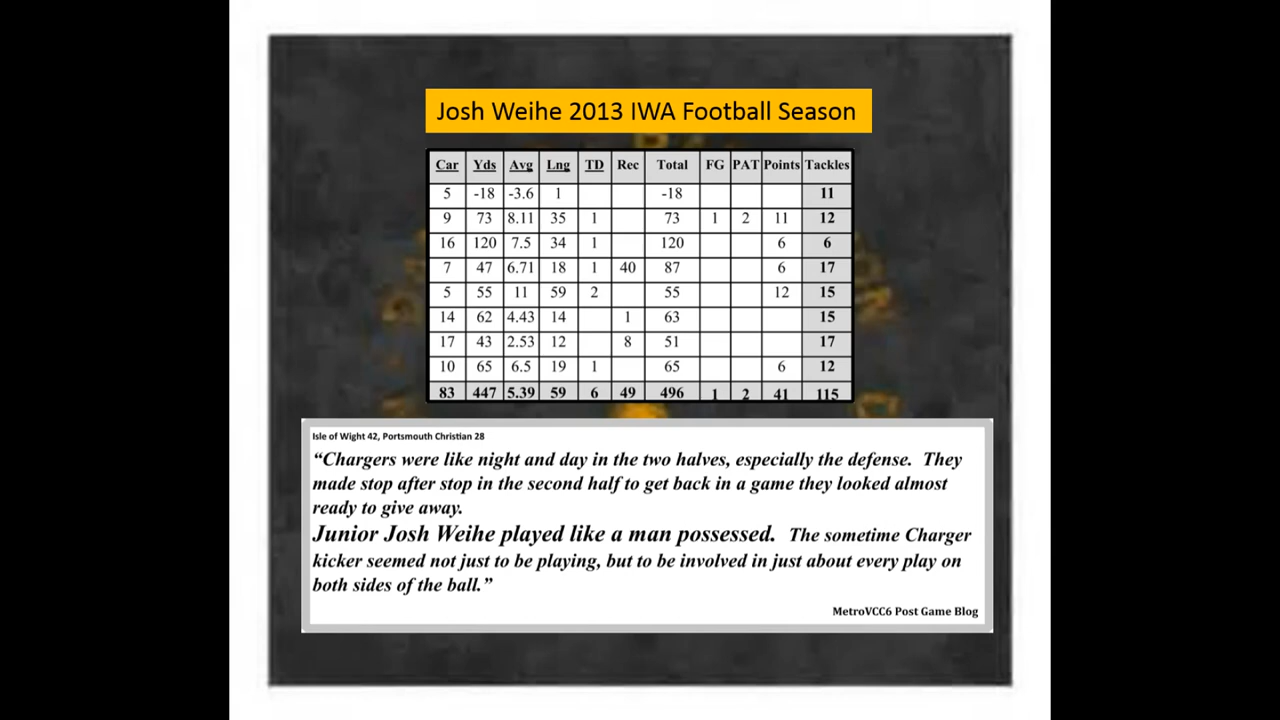 Josh Weihe 2013 IWA Football Season
Car Yds Avg Lng TD Rec Total FG PAT Points Tackles
5 -18 -3.6 1 -18 11
9 73 8.11 35 1 73 1 2 11 12
16 120 7.5 34 1 120 6 6
7 47 6.71 18 1 40 87 6 17
5 55 11 59 2 55 12 15
14 62 4.43 14 1 63 15
17 43 2.53 12 8 51 17
10 65 6.5 19 1 65 6 12
83 447 5.39 59 6 49 496 1 2 41 115
Isle of Wight 42, Portsmouth Christian 28
“Chargers were like night and day in the two halves, especially the defense. They
made stop after stop in the second half to get back in a game they looked almost
ready to give away.
Junior Josh Weihe played like a man possessed. The sometime Charger
kicker seemed not just to be playing, but to be involved in just about every play on
both sides of the ball.”
MetroVCC6 Post Game Blog